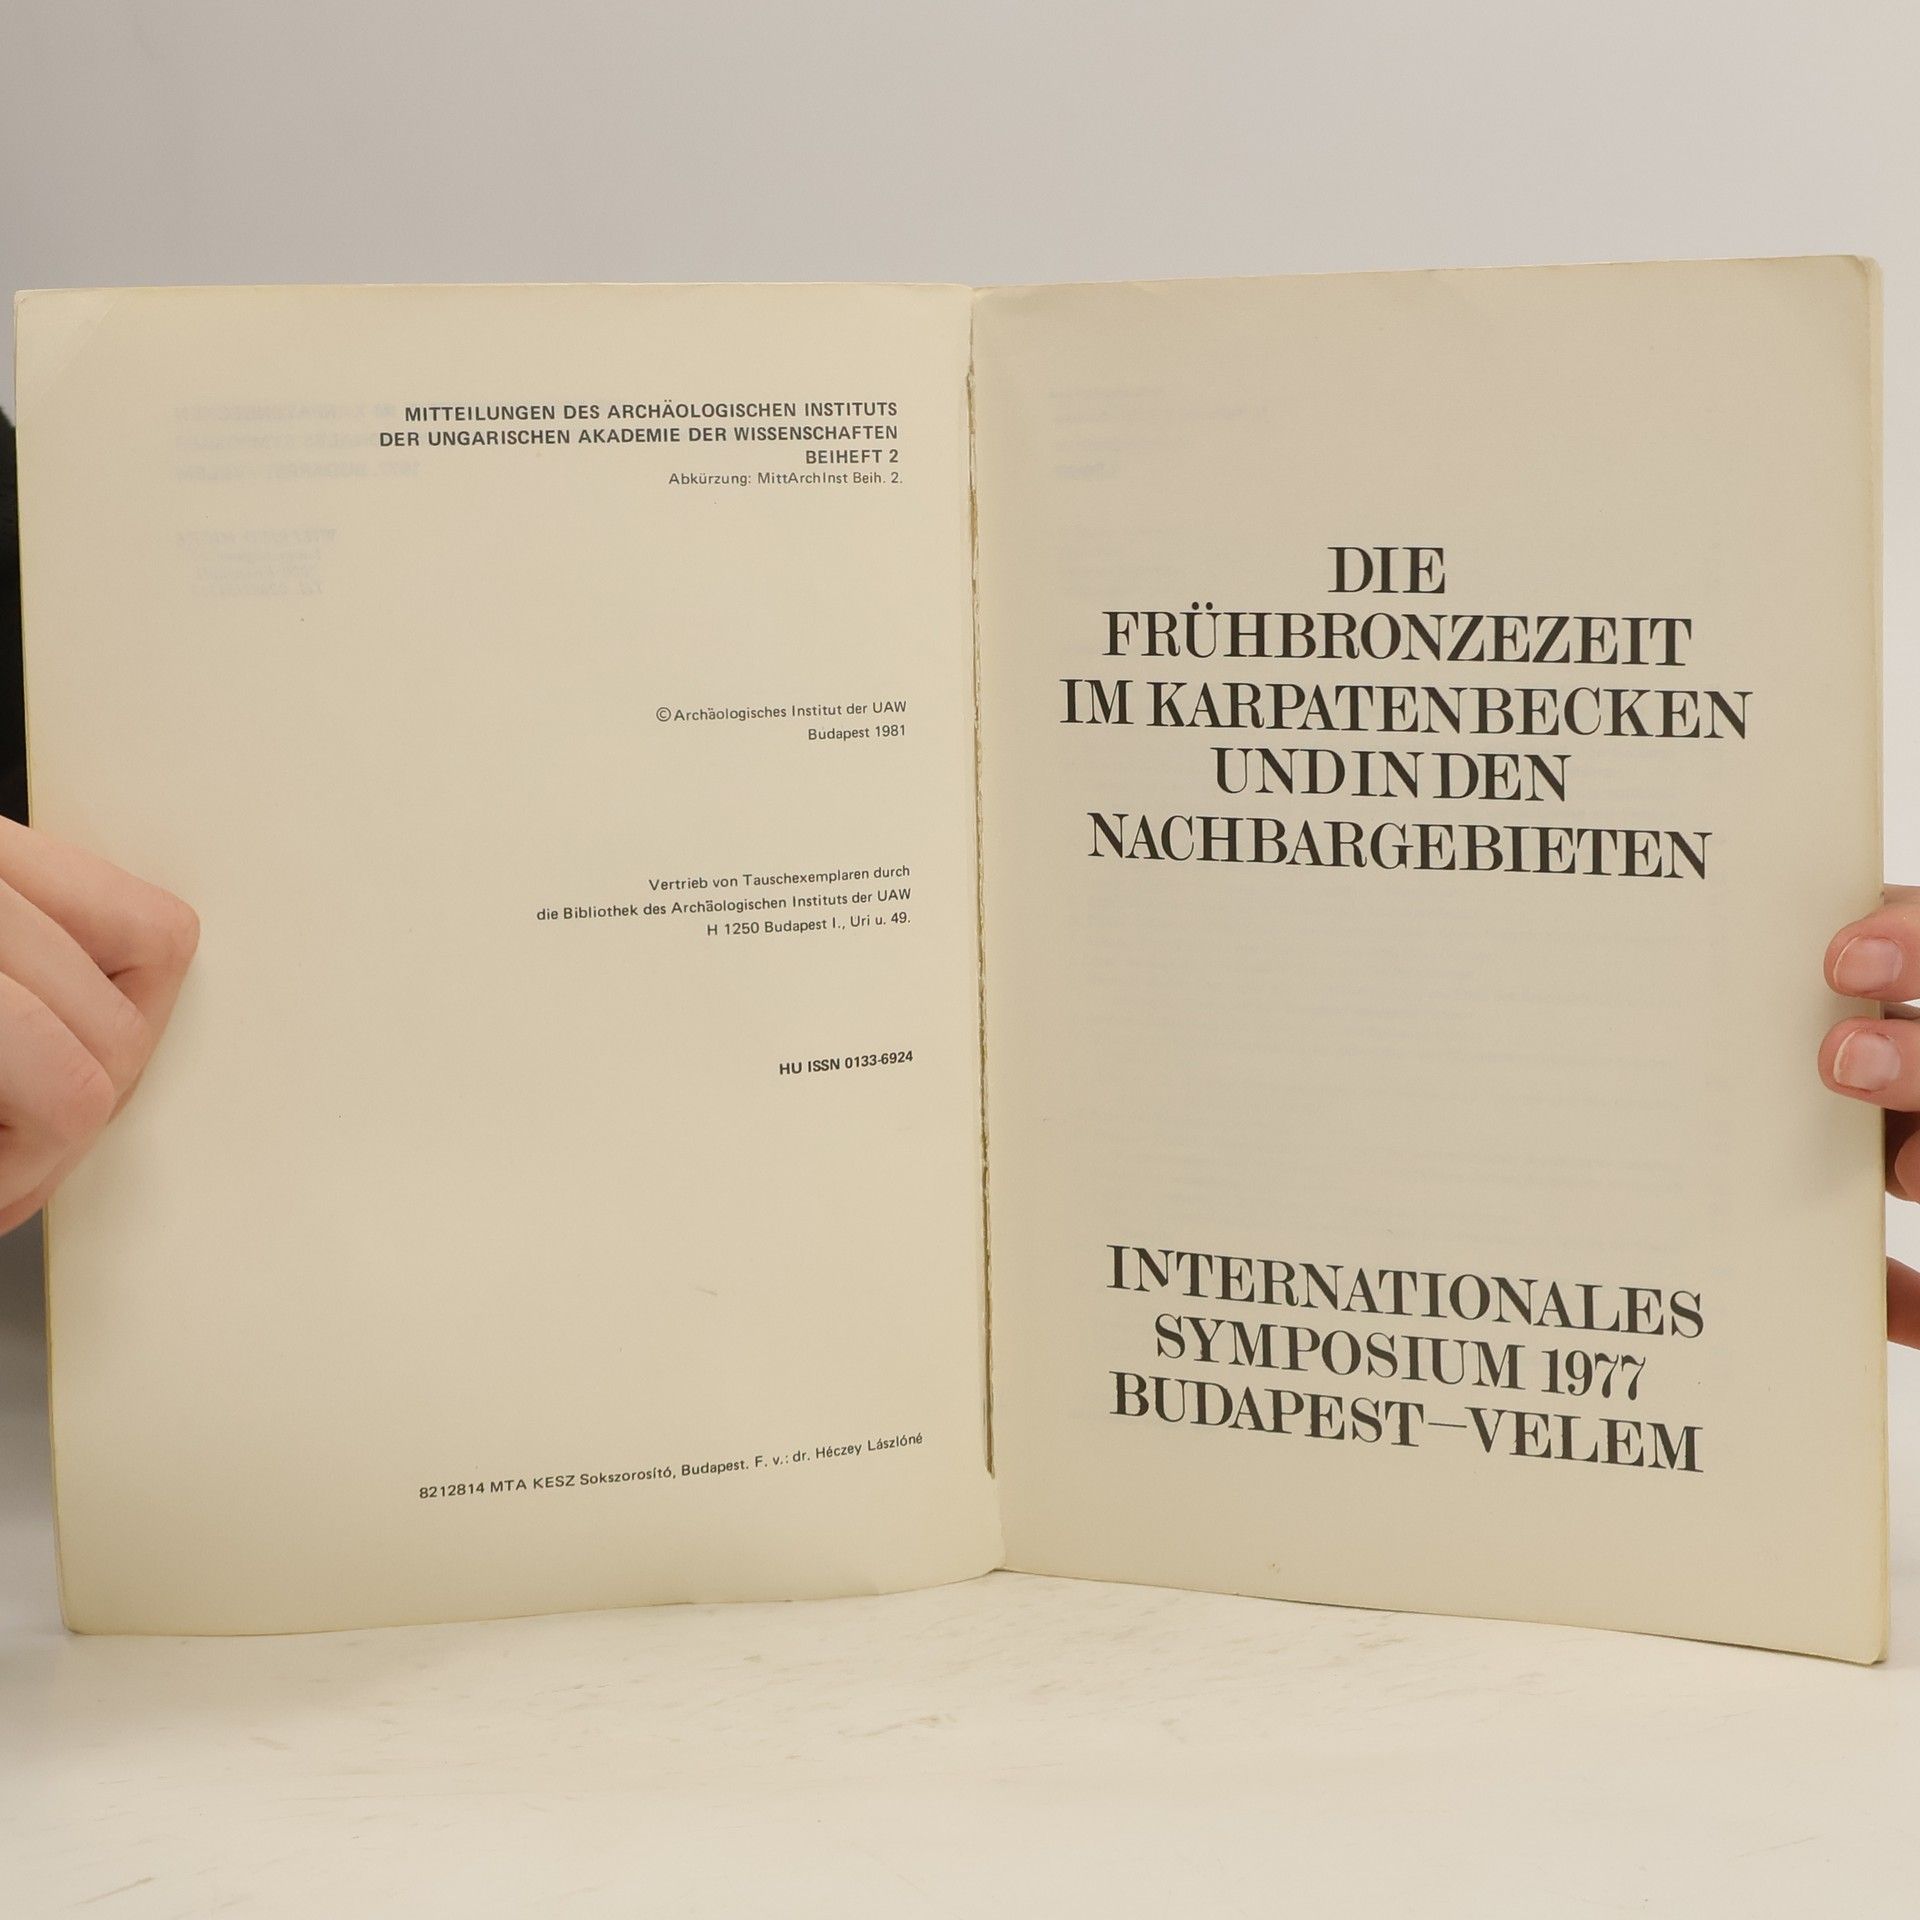 MITTEILUNGEN DES ARCHÄOLOGISCHEN INSTITUTS
DER UNGARISCHEN AKADEMIE DER WISSENSCHAFTEN
BEIHEFT 2
Abkürzung: MittArchInst Beih. 2.
© Archäologisches Institut der UAW
Budapest 1981
Vertrieb von Tauschexemplaren durch
die Bibliothek des Archäologischen Instituts der UAW
H 1250 Budapest I., Uri u. 49.
HU ISSN 0133-6924
8212814 MTA KESZ Sokszorosító, Budapest. F. v.: dr. Héczey Lászlóné
DIE
FRÜHBRONZEZEIT
IM KARPATENBECKEN
UND IN DEN
NACHBARGEBIETEN
INTERNATIONALES
SYMPOSIUM 1977
BUDAPEST–VELEM